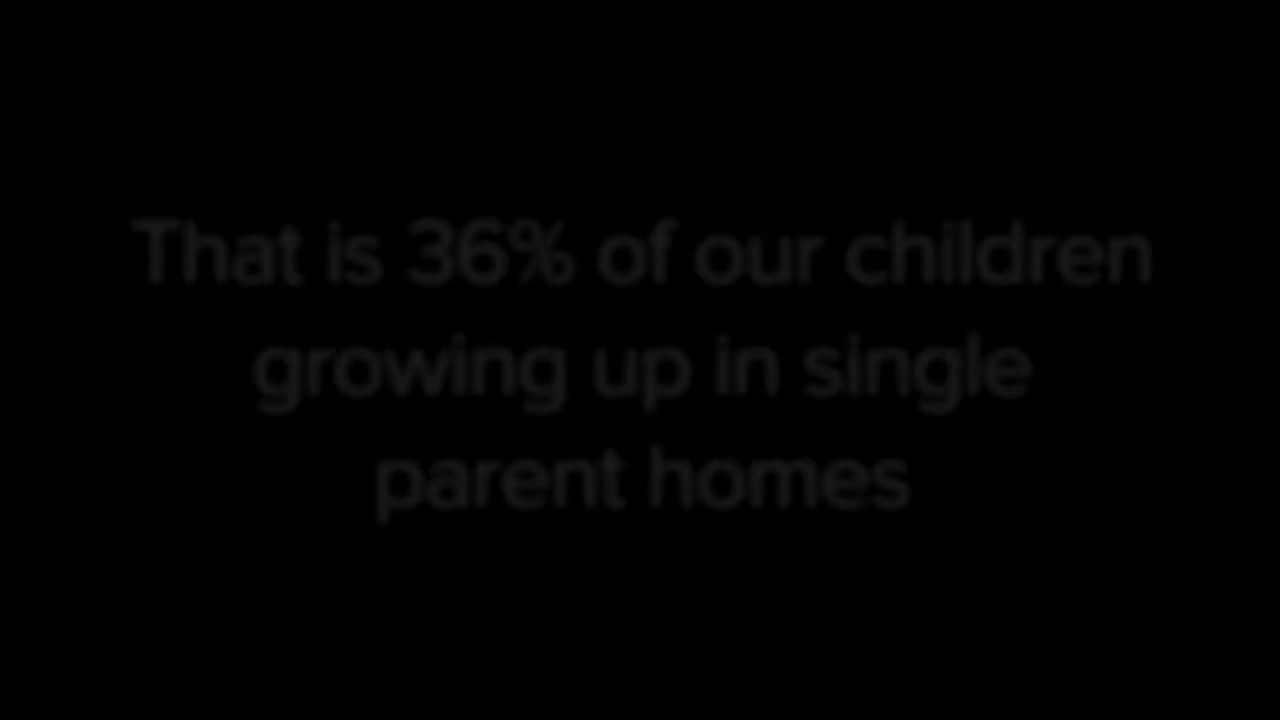 That is 36% of our children
growing up in single
parent homes